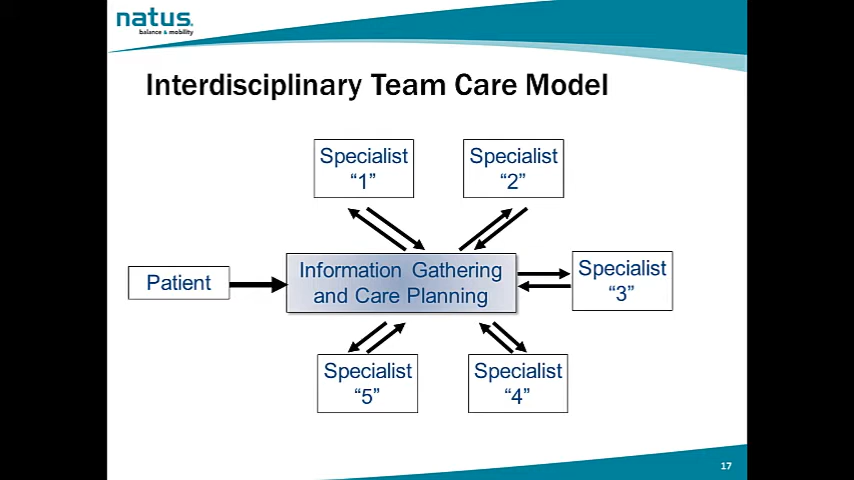 natus.
balance & mobility
Interdisciplinary Team Care Model
Specialist
“1”
Specialist
“2”
Patient
Information Gathering
and Care Planning
Specialist
“3”
Specialist
“5”
Specialist
“4”
17